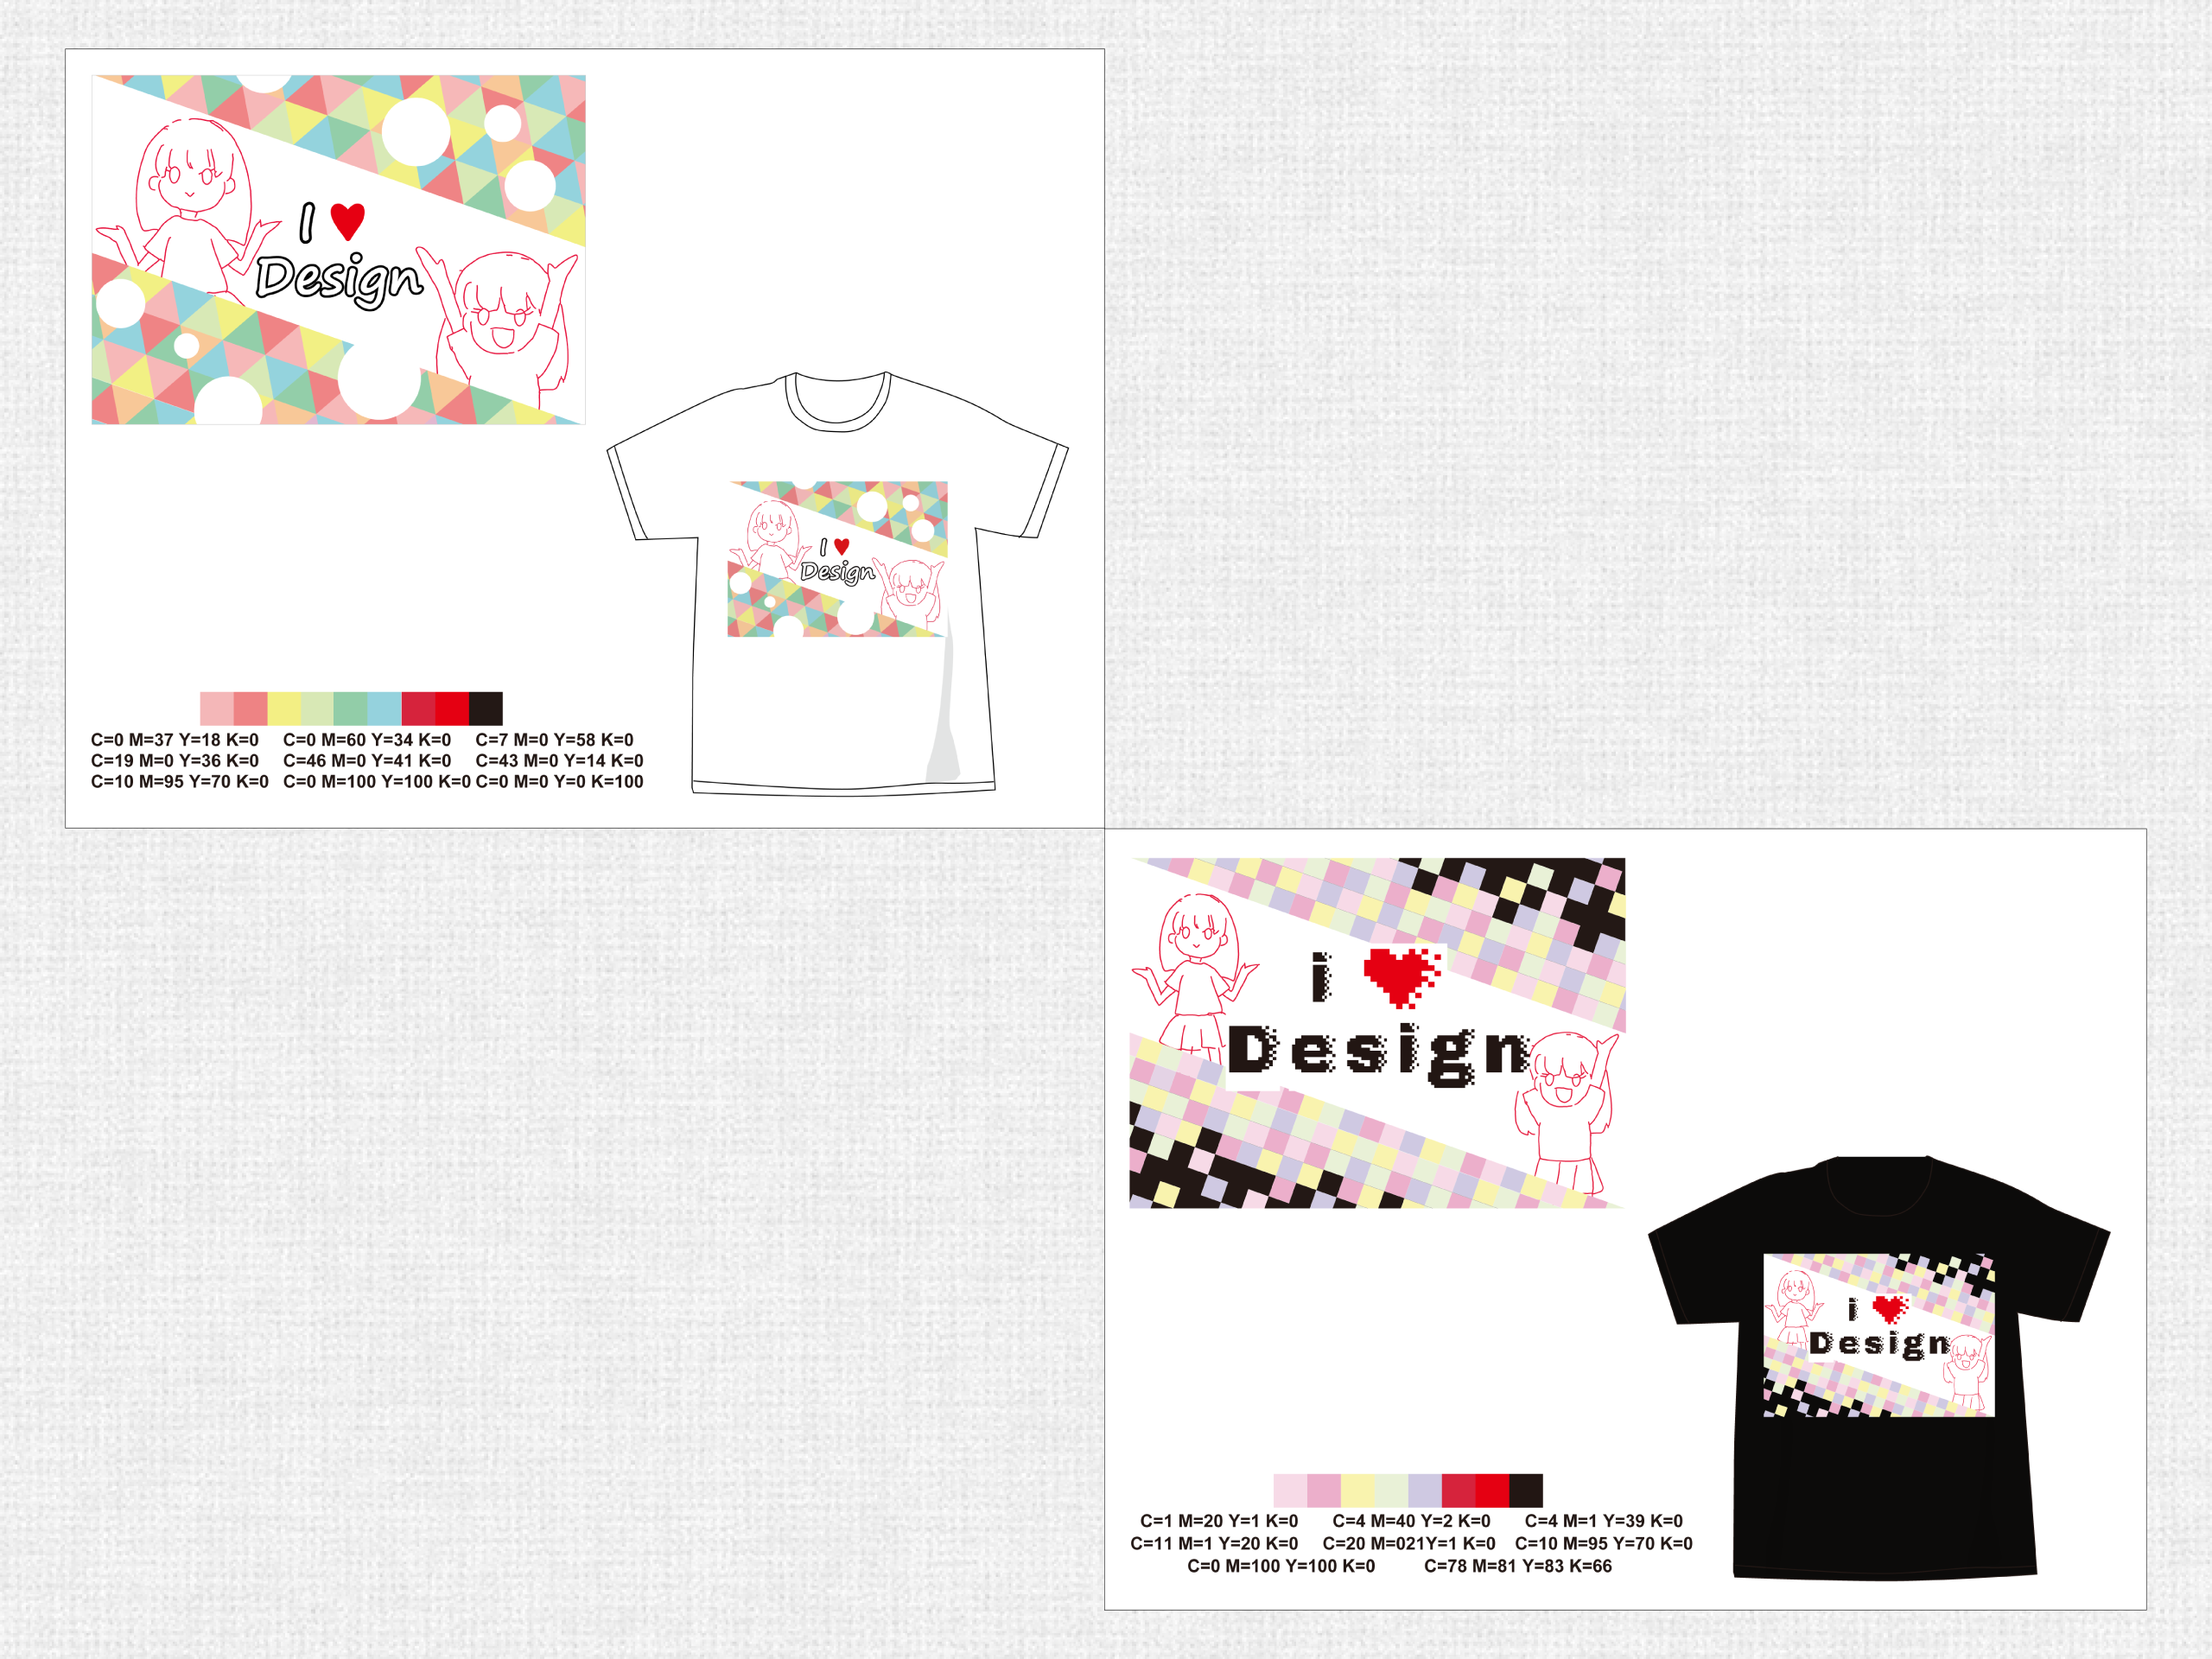 I ♥
Design
I ♥
Design
C=0 M=37 Y=18 K=0 C=0 M=60 Y=34 K=0 C=7 M=0 Y=58 K=0
C=19 M=0 Y=36 K=0 C=46 M=0 Y=41 K=0 C=43 M=0 Y=14 K=0
C=10 M=95 Y=70 K=0 C=0 M=100 Y=100 K=0 C=0 M=0 Y=0 K=100
i ♥
Design
i ♥
Design
C=1 M=20 Y=1 K=0 C=4 M=40 Y=2 K=0 C=4 M=1 Y=39 K=0
C=11 M=1 Y=20 K=0 C=20 M=021Y=1 K=0 C=10 M=95 Y=70 K=0
C=0 M=100 Y=100 K=0 C=78 M=81 Y=83 K=66